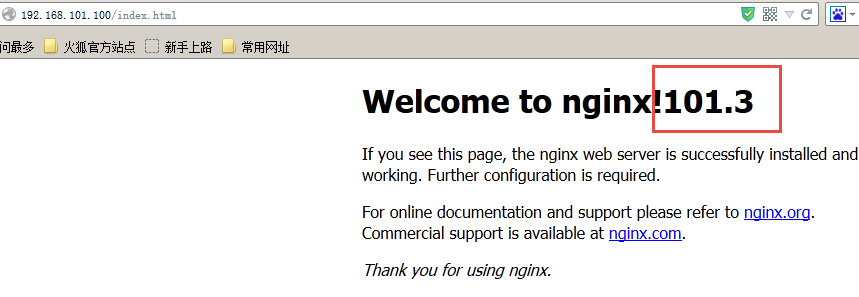 192.168.101.100/index.html
问最多 火狐官方站点 新手上路 常用网址
Welcome to nginx!101.3
If you see this page, the nginx web server is successfully installed and
working. Further configuration is required.
For online documentation and support please refer to nginx.org.
Commercial support is available at nginx.com.
Thank you for using nginx.